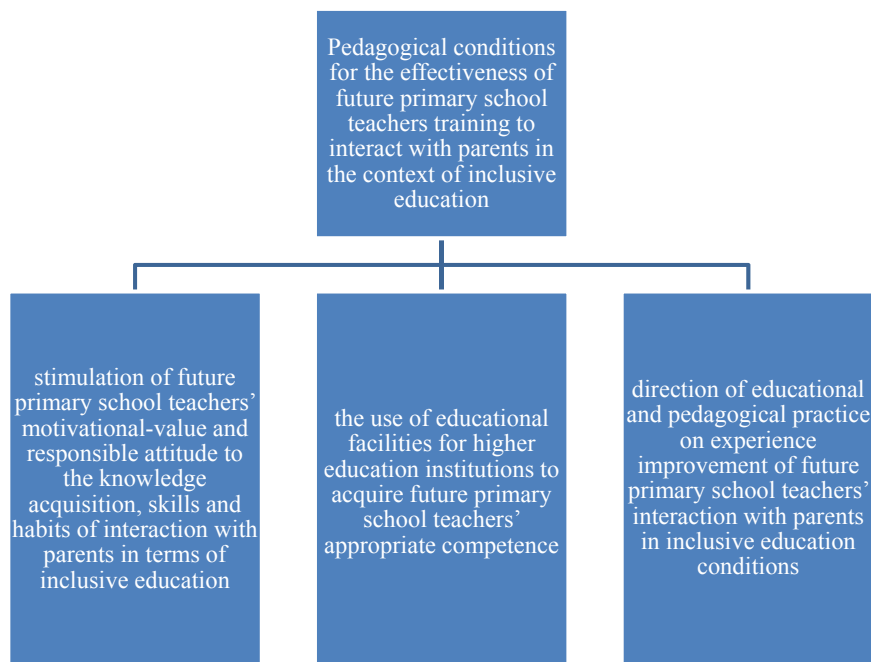 Pedagogical conditions
for the effectiveness of
future primary school
teachers training to
interact with parents in
the context of inclusive
education
stimulation of future
primary school teachers’
motivational-value and
responsible attitude to
the knowledge
acquisition, skills and
habits of interaction with
parents in terms of
inclusive education
the use of educational
facilities for higher
education institutions to
acquire future primary
school teachers’
appropriate competence
direction of educational
and pedagogical practice
on experience
improvement of future
primary school teachers’
interaction with parents
in inclusive education
conditions